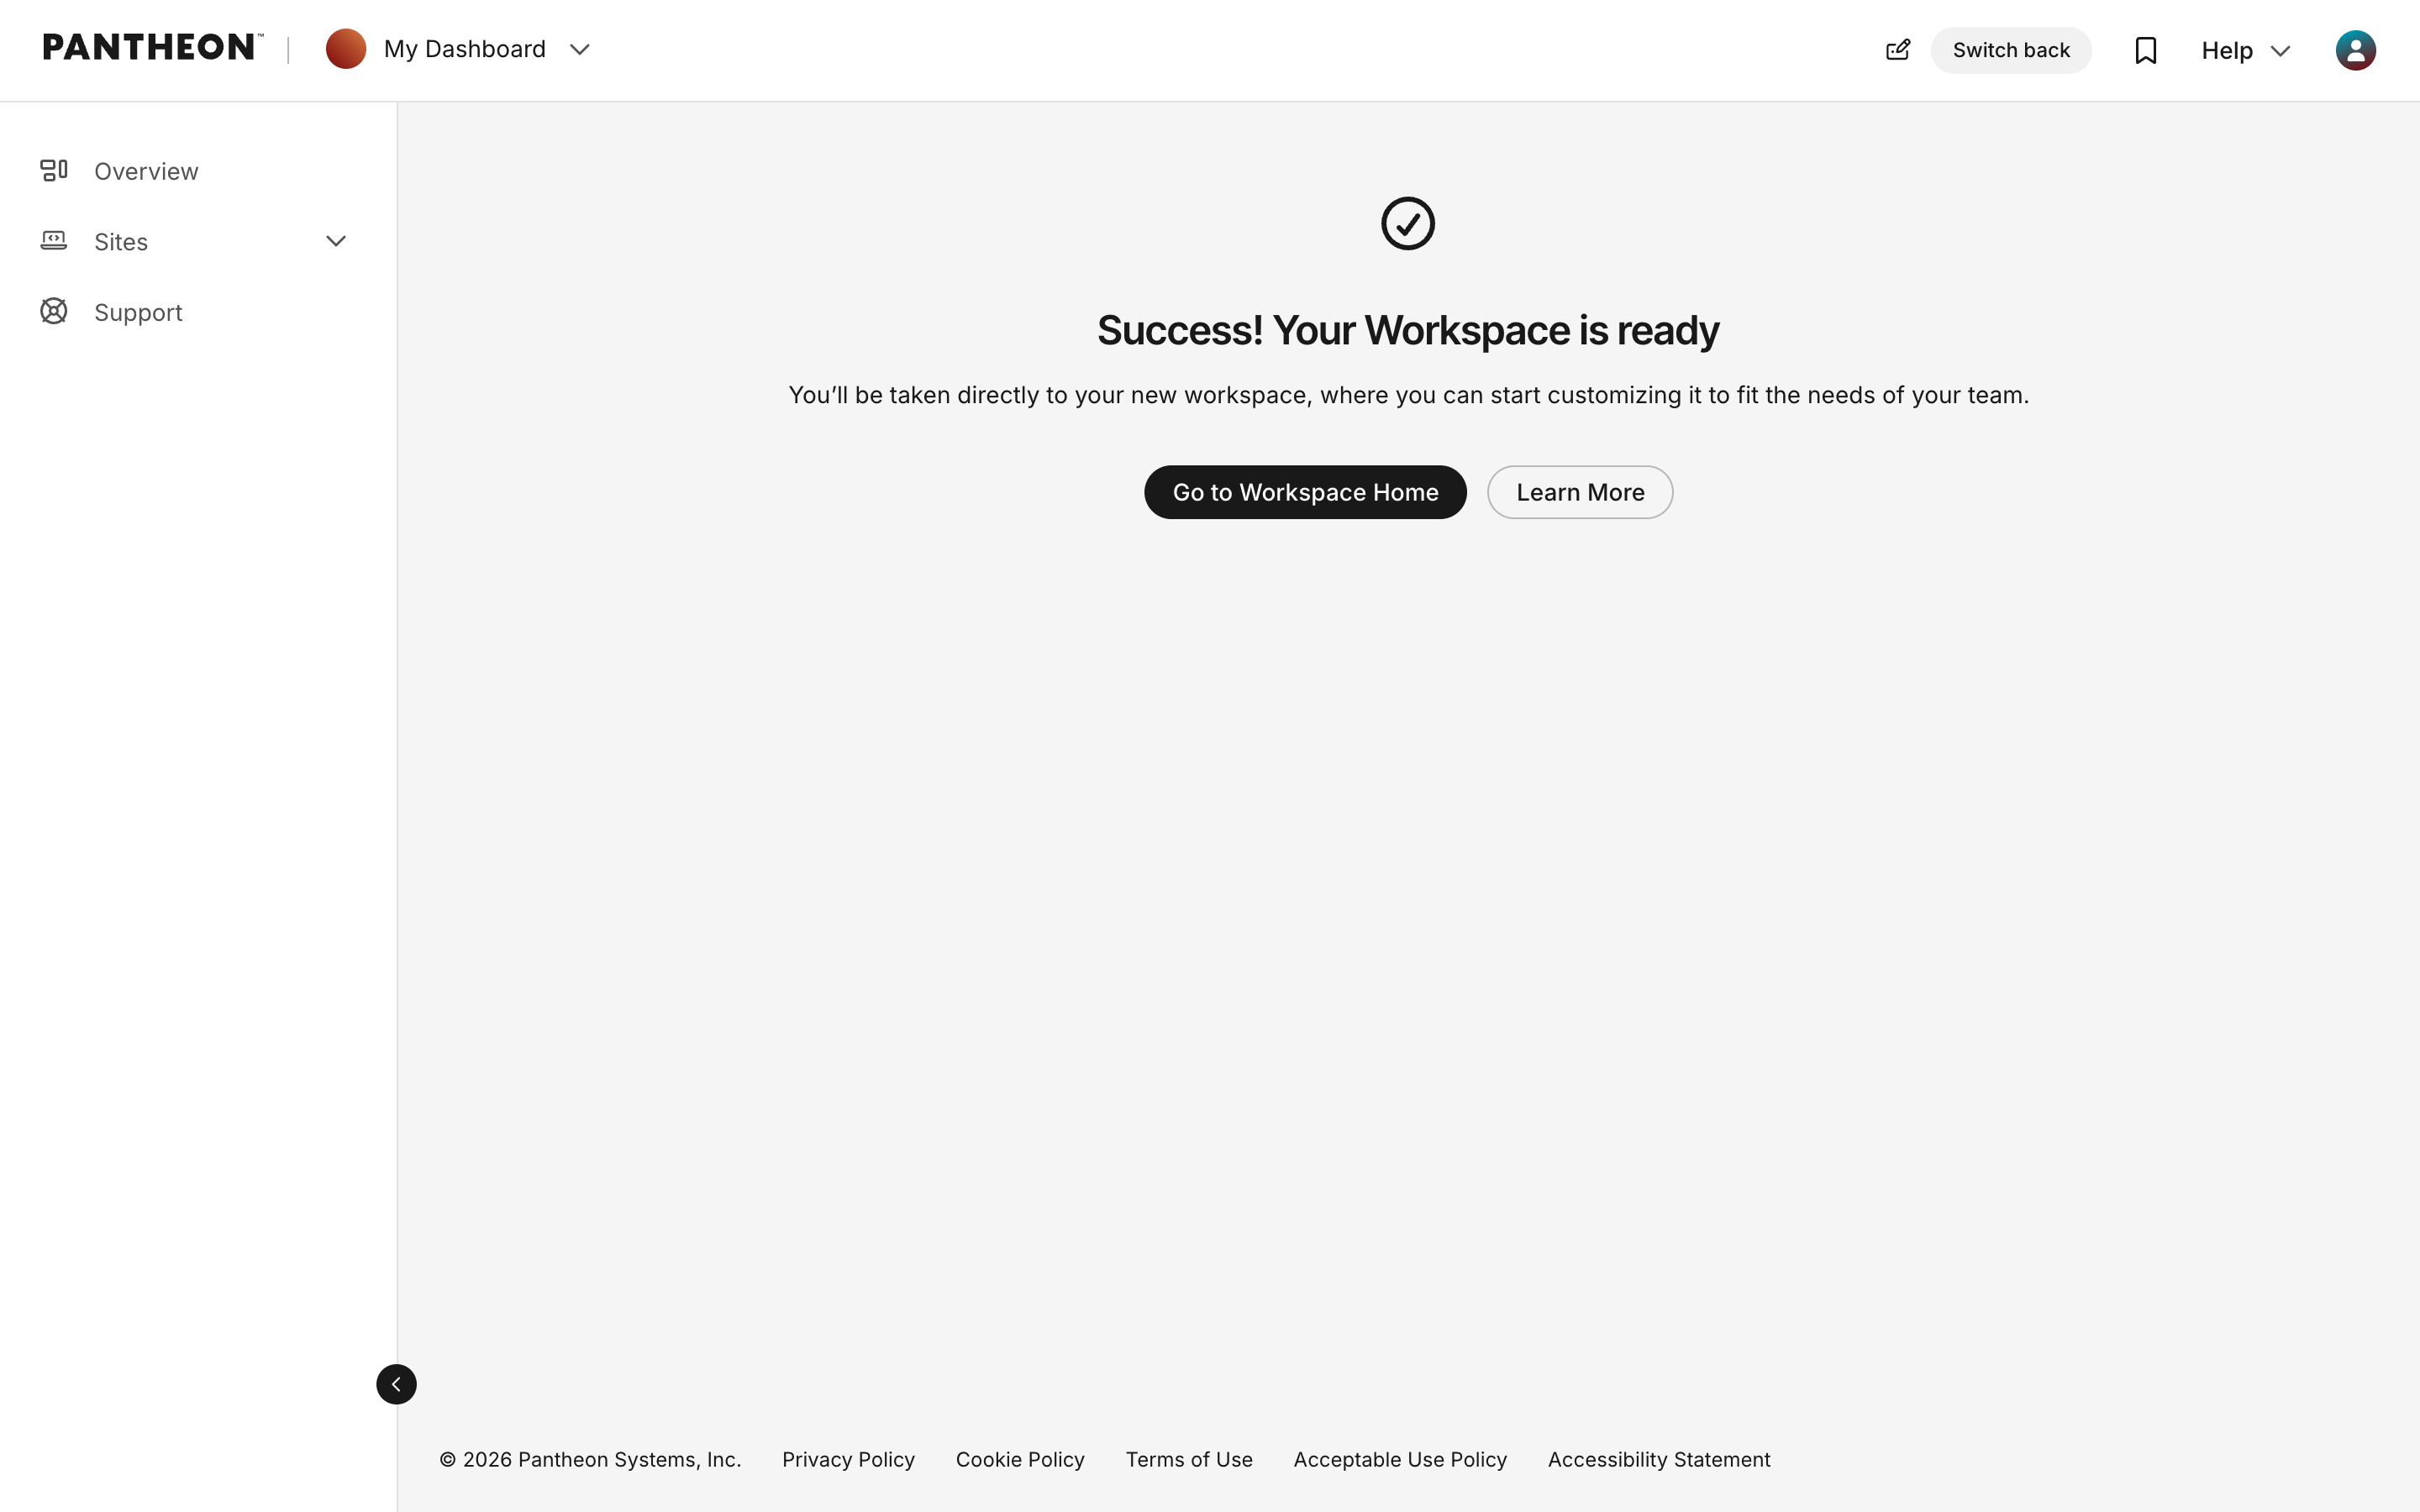 PANTHEON™
My Dashboard
Switch back
Help
Overview
Sites
Support
Success! Your Workspace is ready
You’ll be taken directly to your new workspace, where you can start customizing it to fit the needs of your team.
Go to Workspace Home
Learn More
© 2026 Pantheon Systems, Inc. Privacy Policy Cookie Policy Terms of Use Acceptable Use Policy Accessibility Statement